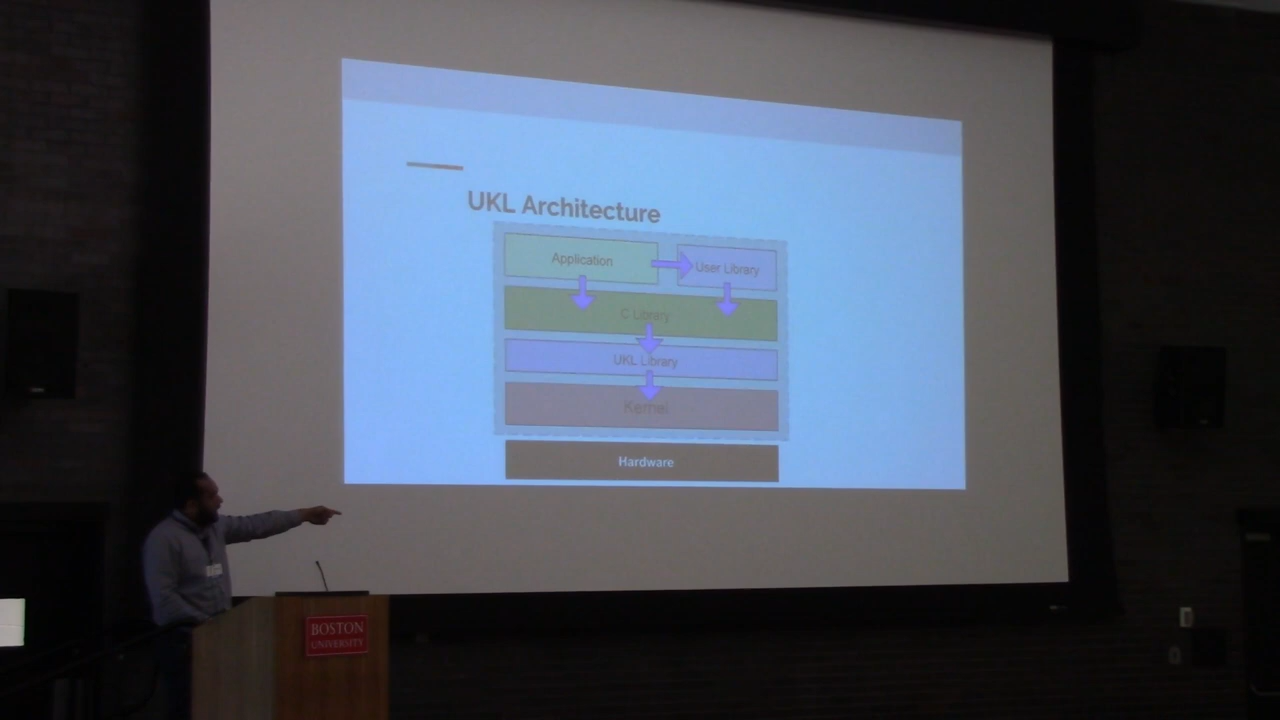 UKL Architecture
Application
User Library
C Library
UKL Library
Kernel
Hardware
BOSTON
UNIVERSITY